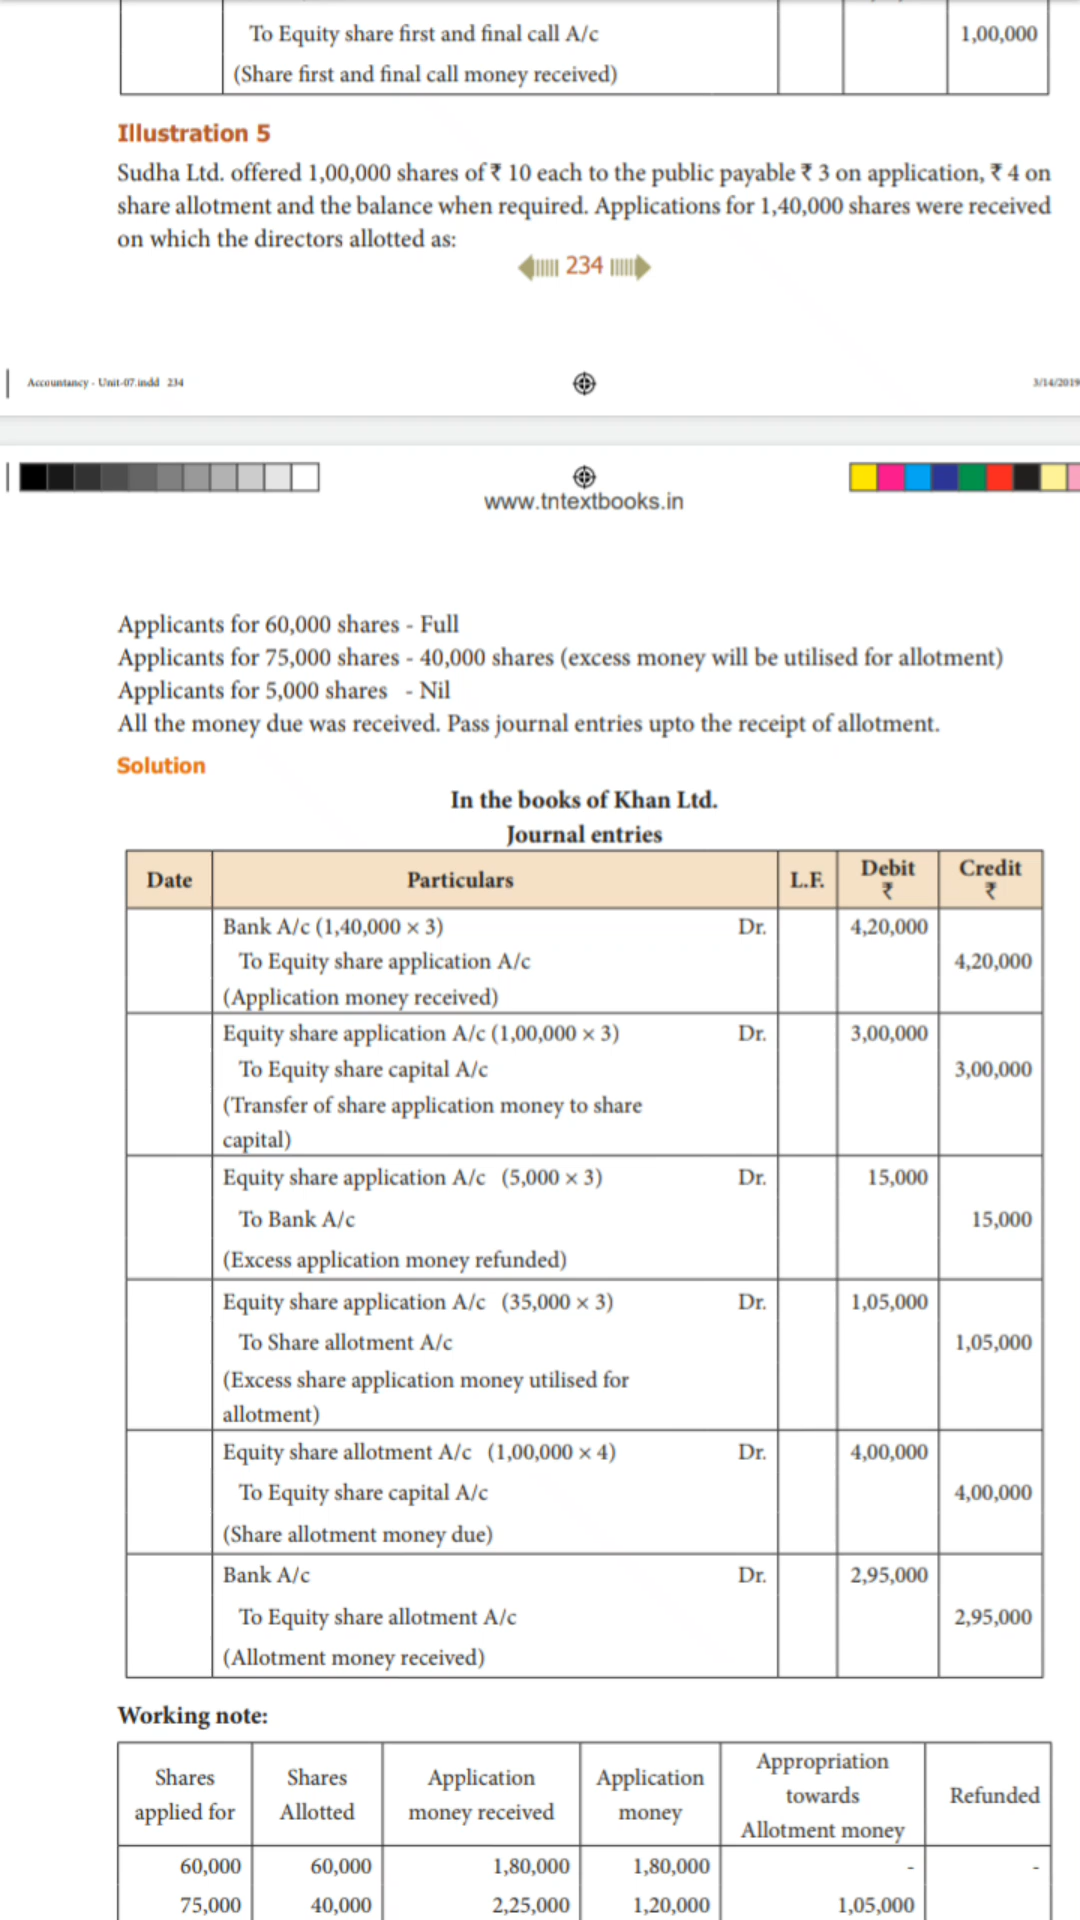 To Equity share first and final call A/c 1,00,000
(Share first and final call money received)
Illustration 5
Sudha Ltd. offered 1,00,000 shares of ₹ 10 each to the public payable ₹ 3 on application, ₹ 4 on
share allotment and the balance when required. Applications for 1,40,000 shares were received
on which the directors allotted as:
234
Accountancy - Unit-07.indd 234 3/14/2019
www.tntextbooks.in
Applicants for 60,000 shares - Full
Applicants for 75,000 shares - 40,000 shares (excess money will be utilised for allotment)
Applicants for 5,000 shares - Nil
All the money due was received. Pass journal entries upto the receipt of allotment.
Solution
In the books of Khan Ltd.
Journal entries
Date Particulars L.F. Debit ₹ Credit ₹
Bank A/c (1,40,000 × 3) Dr. 4,20,000
To Equity share application A/c 4,20,000
(Application money received)
Equity share application A/c (1,00,000 × 3) Dr. 3,00,000
To Equity share capital A/c 3,00,000
(Transfer of share application money to share
capital)
Equity share application A/c (5,000 × 3) Dr. 15,000
To Bank A/c 15,000
(Excess application money refunded)
Equity share application A/c (35,000 × 3) Dr. 1,05,000
To Share allotment A/c 1,05,000
(Excess share application money utilised for
allotment)
Equity share allotment A/c (1,00,000 × 4) Dr. 4,00,000
To Equity share capital A/c 4,00,000
(Share allotment money due)
Bank A/c Dr. 2,95,000
To Equity share allotment A/c 2,95,000
(Allotment money received)
Working note:
Shares applied for Shares Allotted Application money received Application money Appropriation towards Allotment money Refunded
60,000 60,000 1,80,000 1,80,000 - -
75,000 40,000 2,25,000 1,20,000 1,05,000